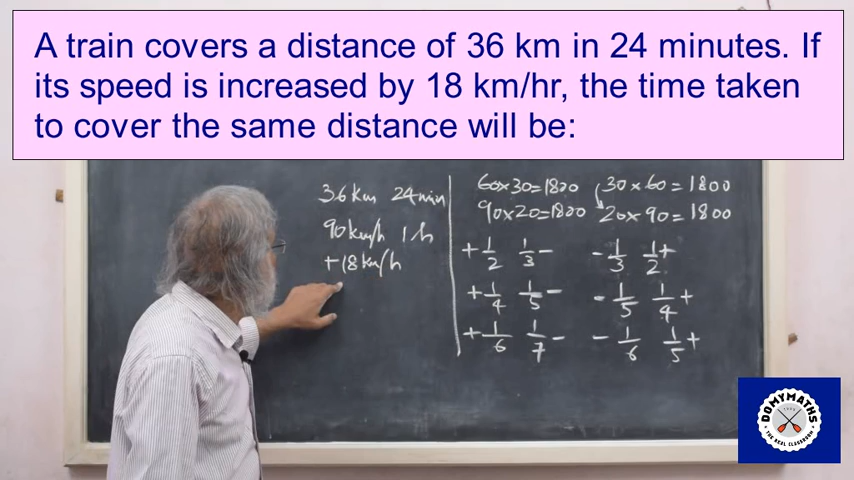 A train covers a distance of 36 km in 24 minutes. If
its speed is increased by 18 km/hr, the time taken
to cover the same distance will be:
36 km 24 min
90 km/h 1 h
+18 km/h
60 × 30 = 1800
90 × 20 = 1800
+1/2 1/3-
+1/4 1/5-
+1/6 1/7-
30 × 60 = 1800
20 × 90 = 1800
-1/3 1/2+
-1/5 1/4+
-1/6 1/5+
DOMYMATHS
THE REAL CLASSROOM